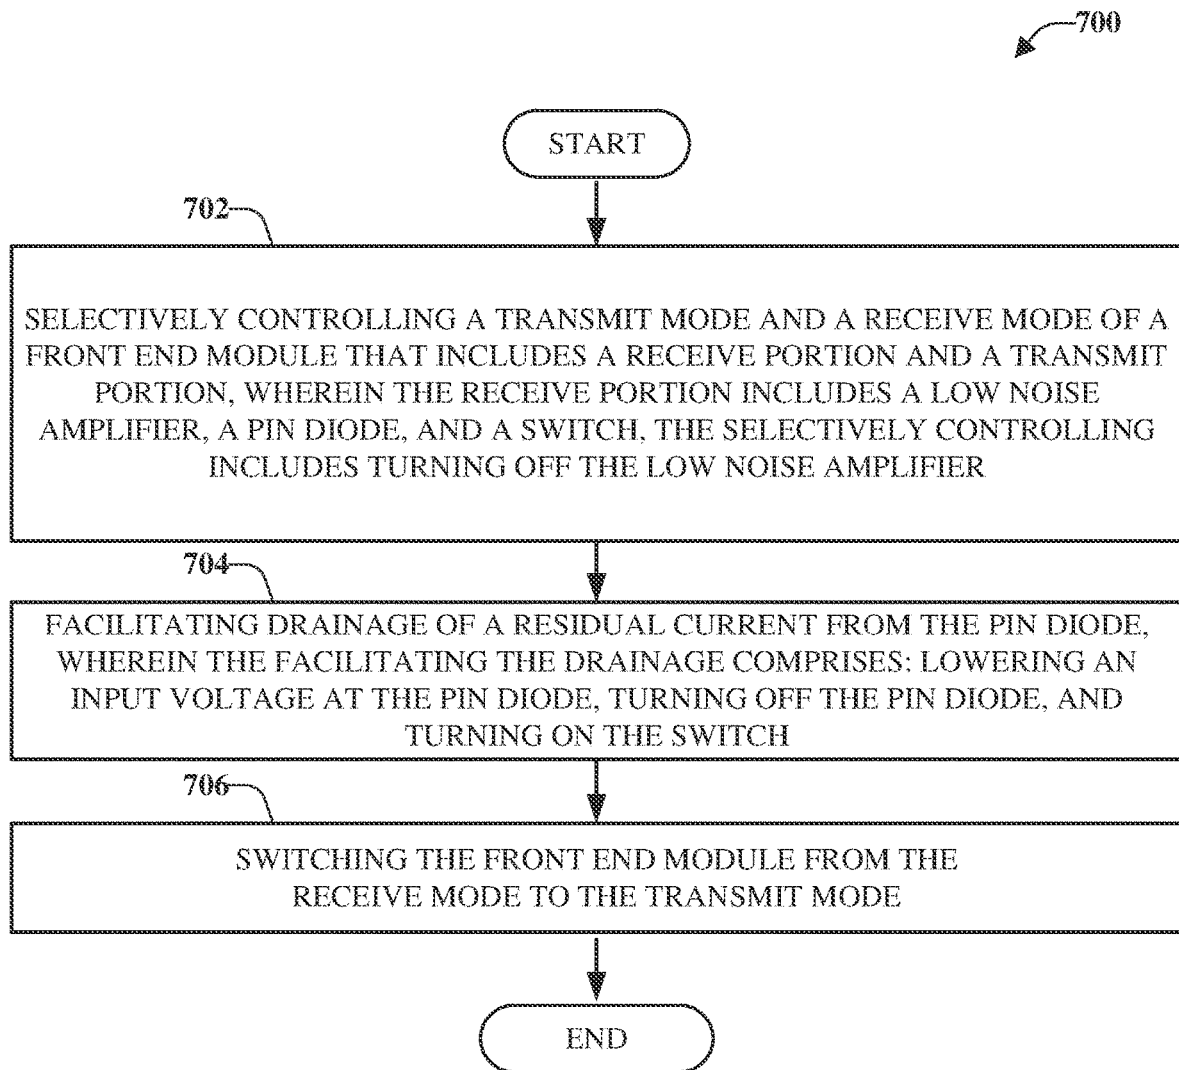 700
START
702
SELECTIVELY CONTROLLING A TRANSMIT MODE AND A RECEIVE MODE OF A
FRONT END MODULE THAT INCLUDES A RECEIVE PORTION AND A TRANSMIT
PORTION, WHEREIN THE RECEIVE PORTION INCLUDES A LOW NOISE
AMPLIFIER, A PIN DIODE, AND A SWITCH, THE SELECTIVELY CONTROLLING
INCLUDES TURNING OFF THE LOW NOISE AMPLIFIER
704
FACILITATING DRAINAGE OF A RESIDUAL CURRENT FROM THE PIN DIODE,
WHEREIN THE FACILITATING THE DRAINAGE COMPRISES: LOWERING AN
INPUT VOLTAGE AT THE PIN DIODE, TURNING OFF THE PIN DIODE, AND
TURNING ON THE SWITCH
706
SWITCHING THE FRONT END MODULE FROM THE
RECEIVE MODE TO THE TRANSMIT MODE
END